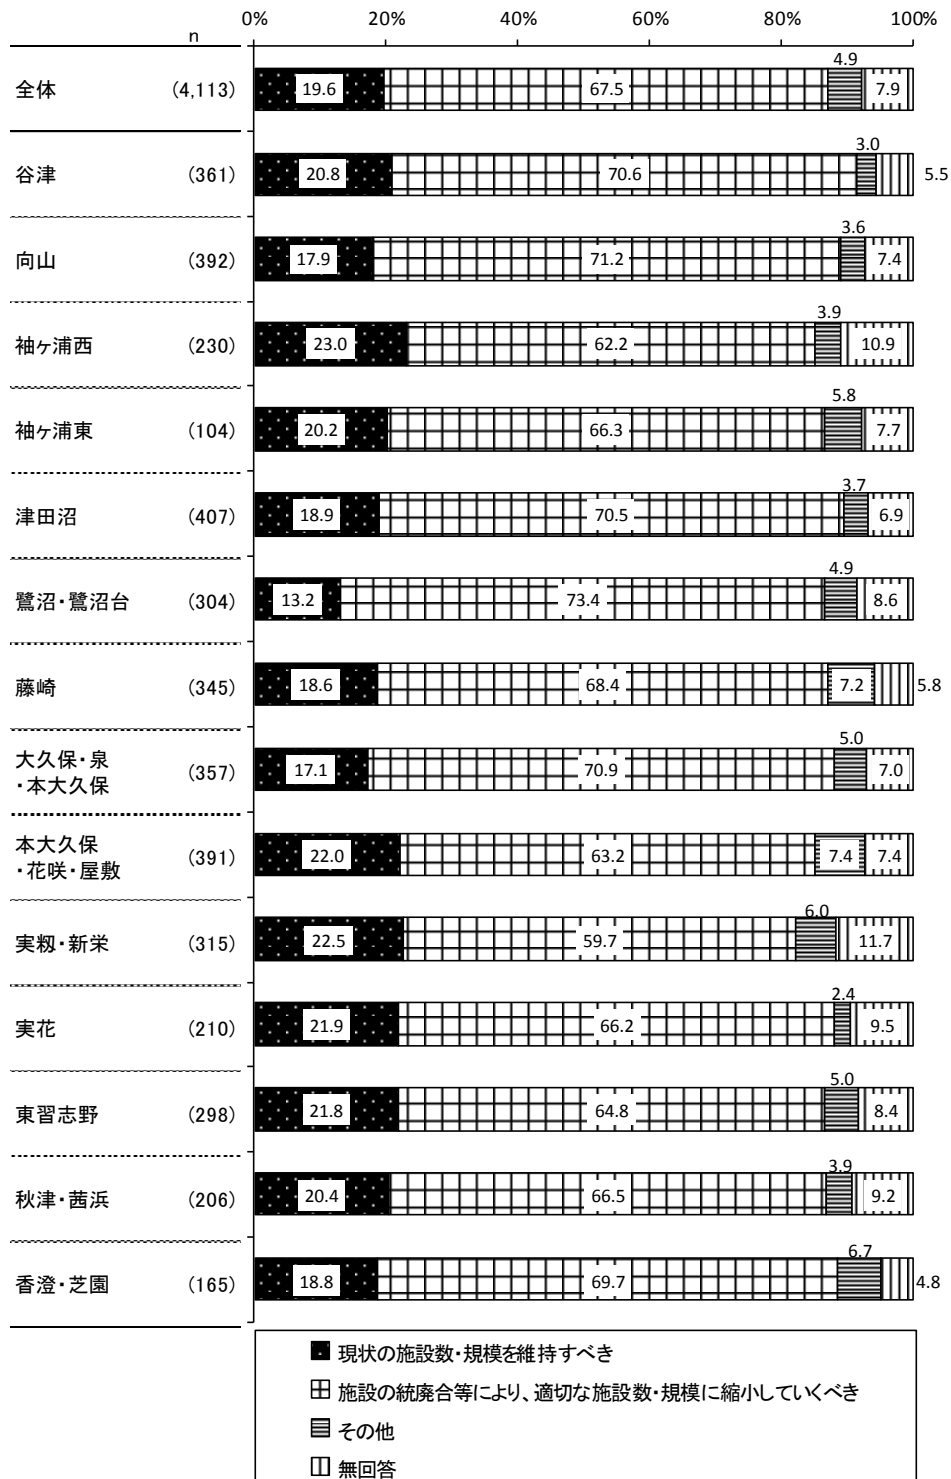 0% 20% 40% 60% 80% 100%
n
4.9
全体 (4,113) 19.6 67.5 7.9
3.0
谷津 (361) 20.8 70.6 5.5
3.6
向山 (392) 17.9 71.2 7.4
3.9
袖ヶ浦西 (230) 23.0 62.2 10.9
5.8
袖ヶ浦東 (104) 20.2 66.3 7.7
3.7
津田沼 (407) 18.9 70.5 6.9
4.9
鷺沼・鷺沼台 (304) 13.2 73.4 8.6
藤崎 (345) 18.6 68.4 7.2 5.8
5.0
大久保・泉
・本大久保 (357) 17.1 70.9 7.0
本大久保
・花咲・屋敷 (391) 22.0 63.2 7.4 7.4
6.0
実籾・新栄 (315) 22.5 59.7 11.7
2.4
実花 (210) 21.9 66.2 9.5
5.0
東習志野 (298) 21.8 64.8 8.4
3.9
秋津・茜浜 (206) 20.4 66.5 9.2
6.7
香澄・芝園 (165) 18.8 69.7 4.8
現状の施設数・規模を維持すべき
施設の統廃合等により、適切な施設数・規模に縮小していくべき
その他
無回答